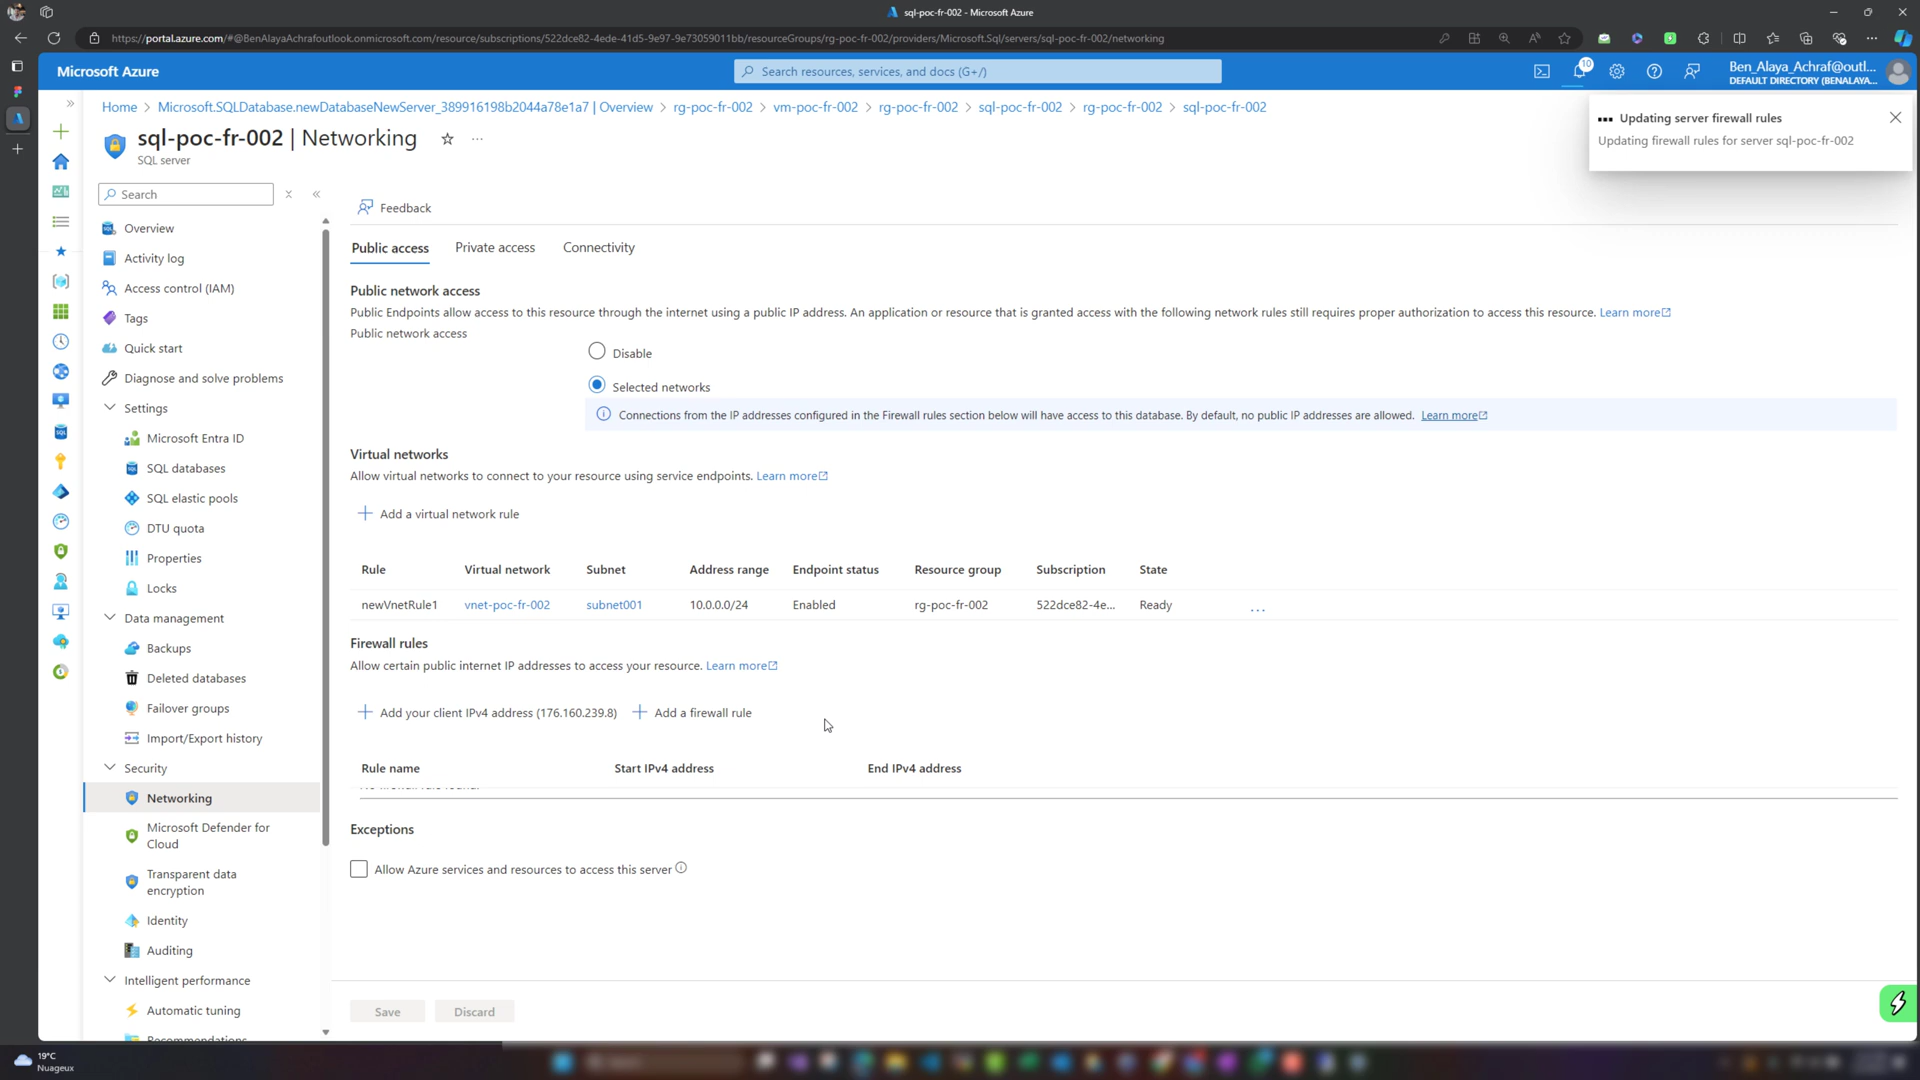 sql-poc-fr-002 - Microsoft Azure
https://portal.azure.com/#@BenAlayaAchrafoutlook.onmicrosoft.com/resource/subscriptions/522dce82-4ede-41d5-9e97-9e73059011bb/resourceGroups/rg-poc-fr-002/providers/Microsoft.Sql/servers/sql-poc-fr-002/networking
Microsoft Azure
Search resources, services, and docs (G+/)
10
Ben_Alaya_Achraf@outl...
DEFAULT DIRECTORY (BENALAYA...
Home > Microsoft.SQLDatabase.newDatabaseNewServer_389916198b2044a78e1a7 | Overview > rg-poc-fr-002 > vm-poc-fr-002 > rg-poc-fr-002 > sql-poc-fr-002 > rg-poc-fr-002 > sql-poc-fr-002
Updating server firewall rules
Updating firewall rules for server sql-poc-fr-002
sql-poc-fr-002 | Networking
SQL server
Search
Overview
Activity log
Access control (IAM)
Tags
Quick start
Diagnose and solve problems
Settings
Microsoft Entra ID
SQL databases
SQL elastic pools
DTU quota
Properties
Locks
Data management
Backups
Deleted databases
Failover groups
Import/Export history
Security
Networking
Microsoft Defender for
Cloud
Transparent data
encryption
Identity
Auditing
Intelligent performance
Automatic tuning
Recommendations
Feedback
Public access Private access Connectivity
Public network access
Public Endpoints allow access to this resource through the internet using a public IP address. An application or resource that is granted access with the following network rules still requires proper authorization to access this resource. Learn more
Public network access
Disable
Selected networks
Connections from the IP addresses configured in the Firewall rules section below will have access to this database. By default, no public IP addresses are allowed. Learn more
Virtual networks
Allow virtual networks to connect to your resource using service endpoints. Learn more
Add a virtual network rule
Rule Virtual network Subnet Address range Endpoint status Resource group Subscription State
newVnetRule1 vnet-poc-fr-002 subnet001 10.0.0.0/24 Enabled rg-poc-fr-002 522dce82-4e... Ready ...
Firewall rules
Allow certain public internet IP addresses to access your resource. Learn more
Add your client IPv4 address (176.160.239.8) Add a firewall rule
Rule name Start IPv4 address End IPv4 address
Exceptions
Allow Azure services and resources to access this server
Save Discard
19°C
Nuageux